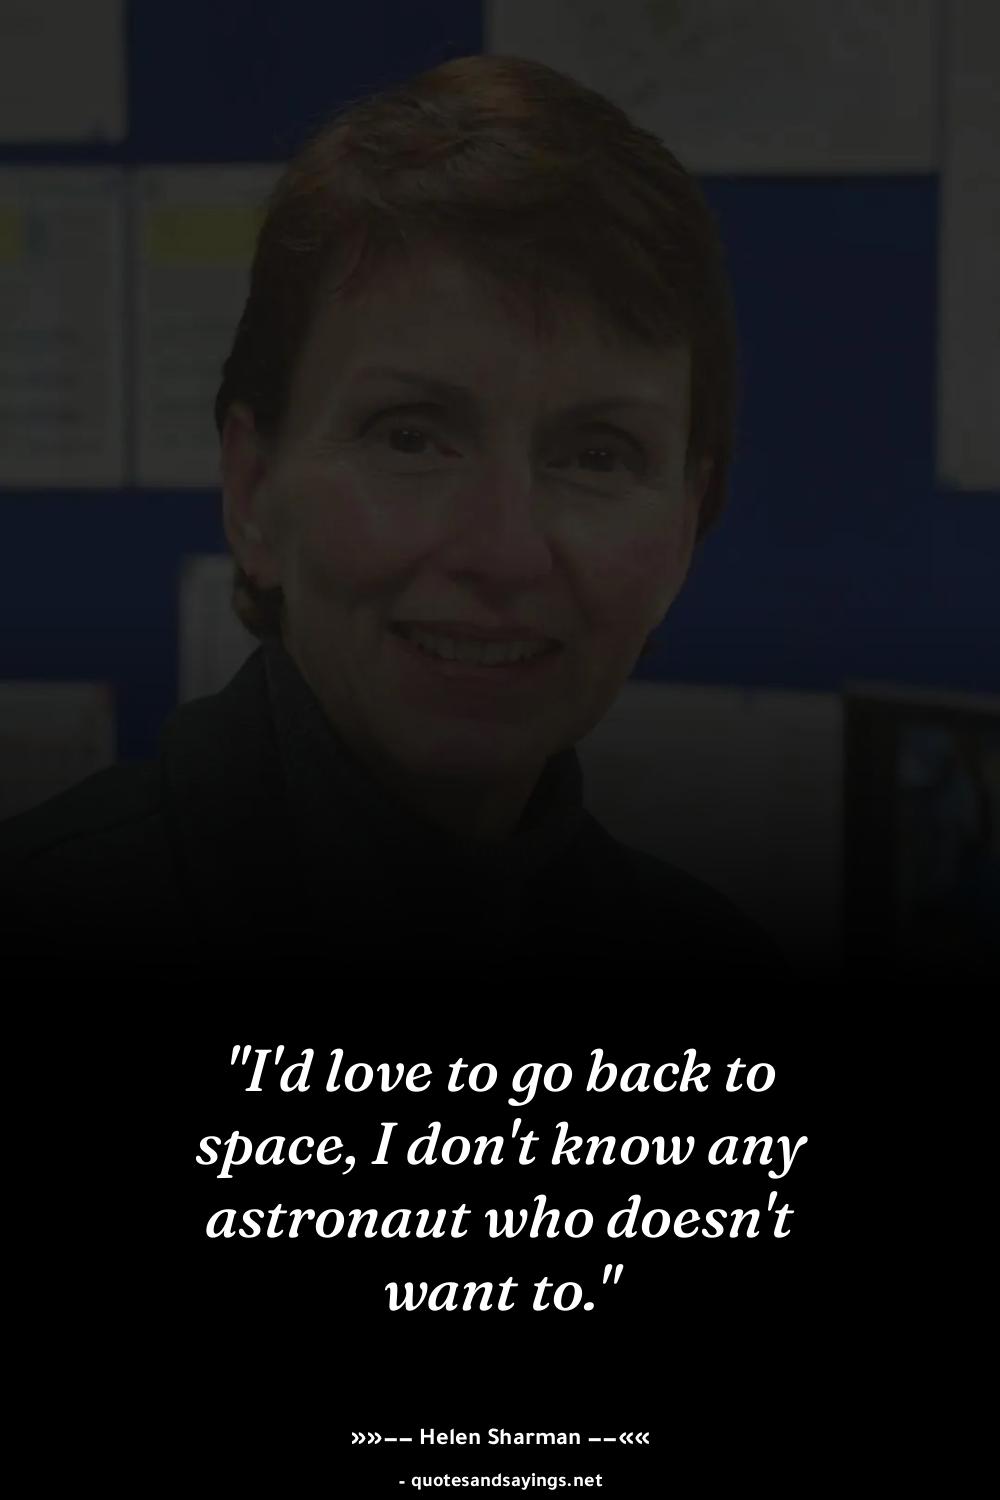 "I'd love to go back to
space, I don't know any
astronaut who doesn't
want to."
»»–– Helen Sharman ––««
- quotesandsayings.net